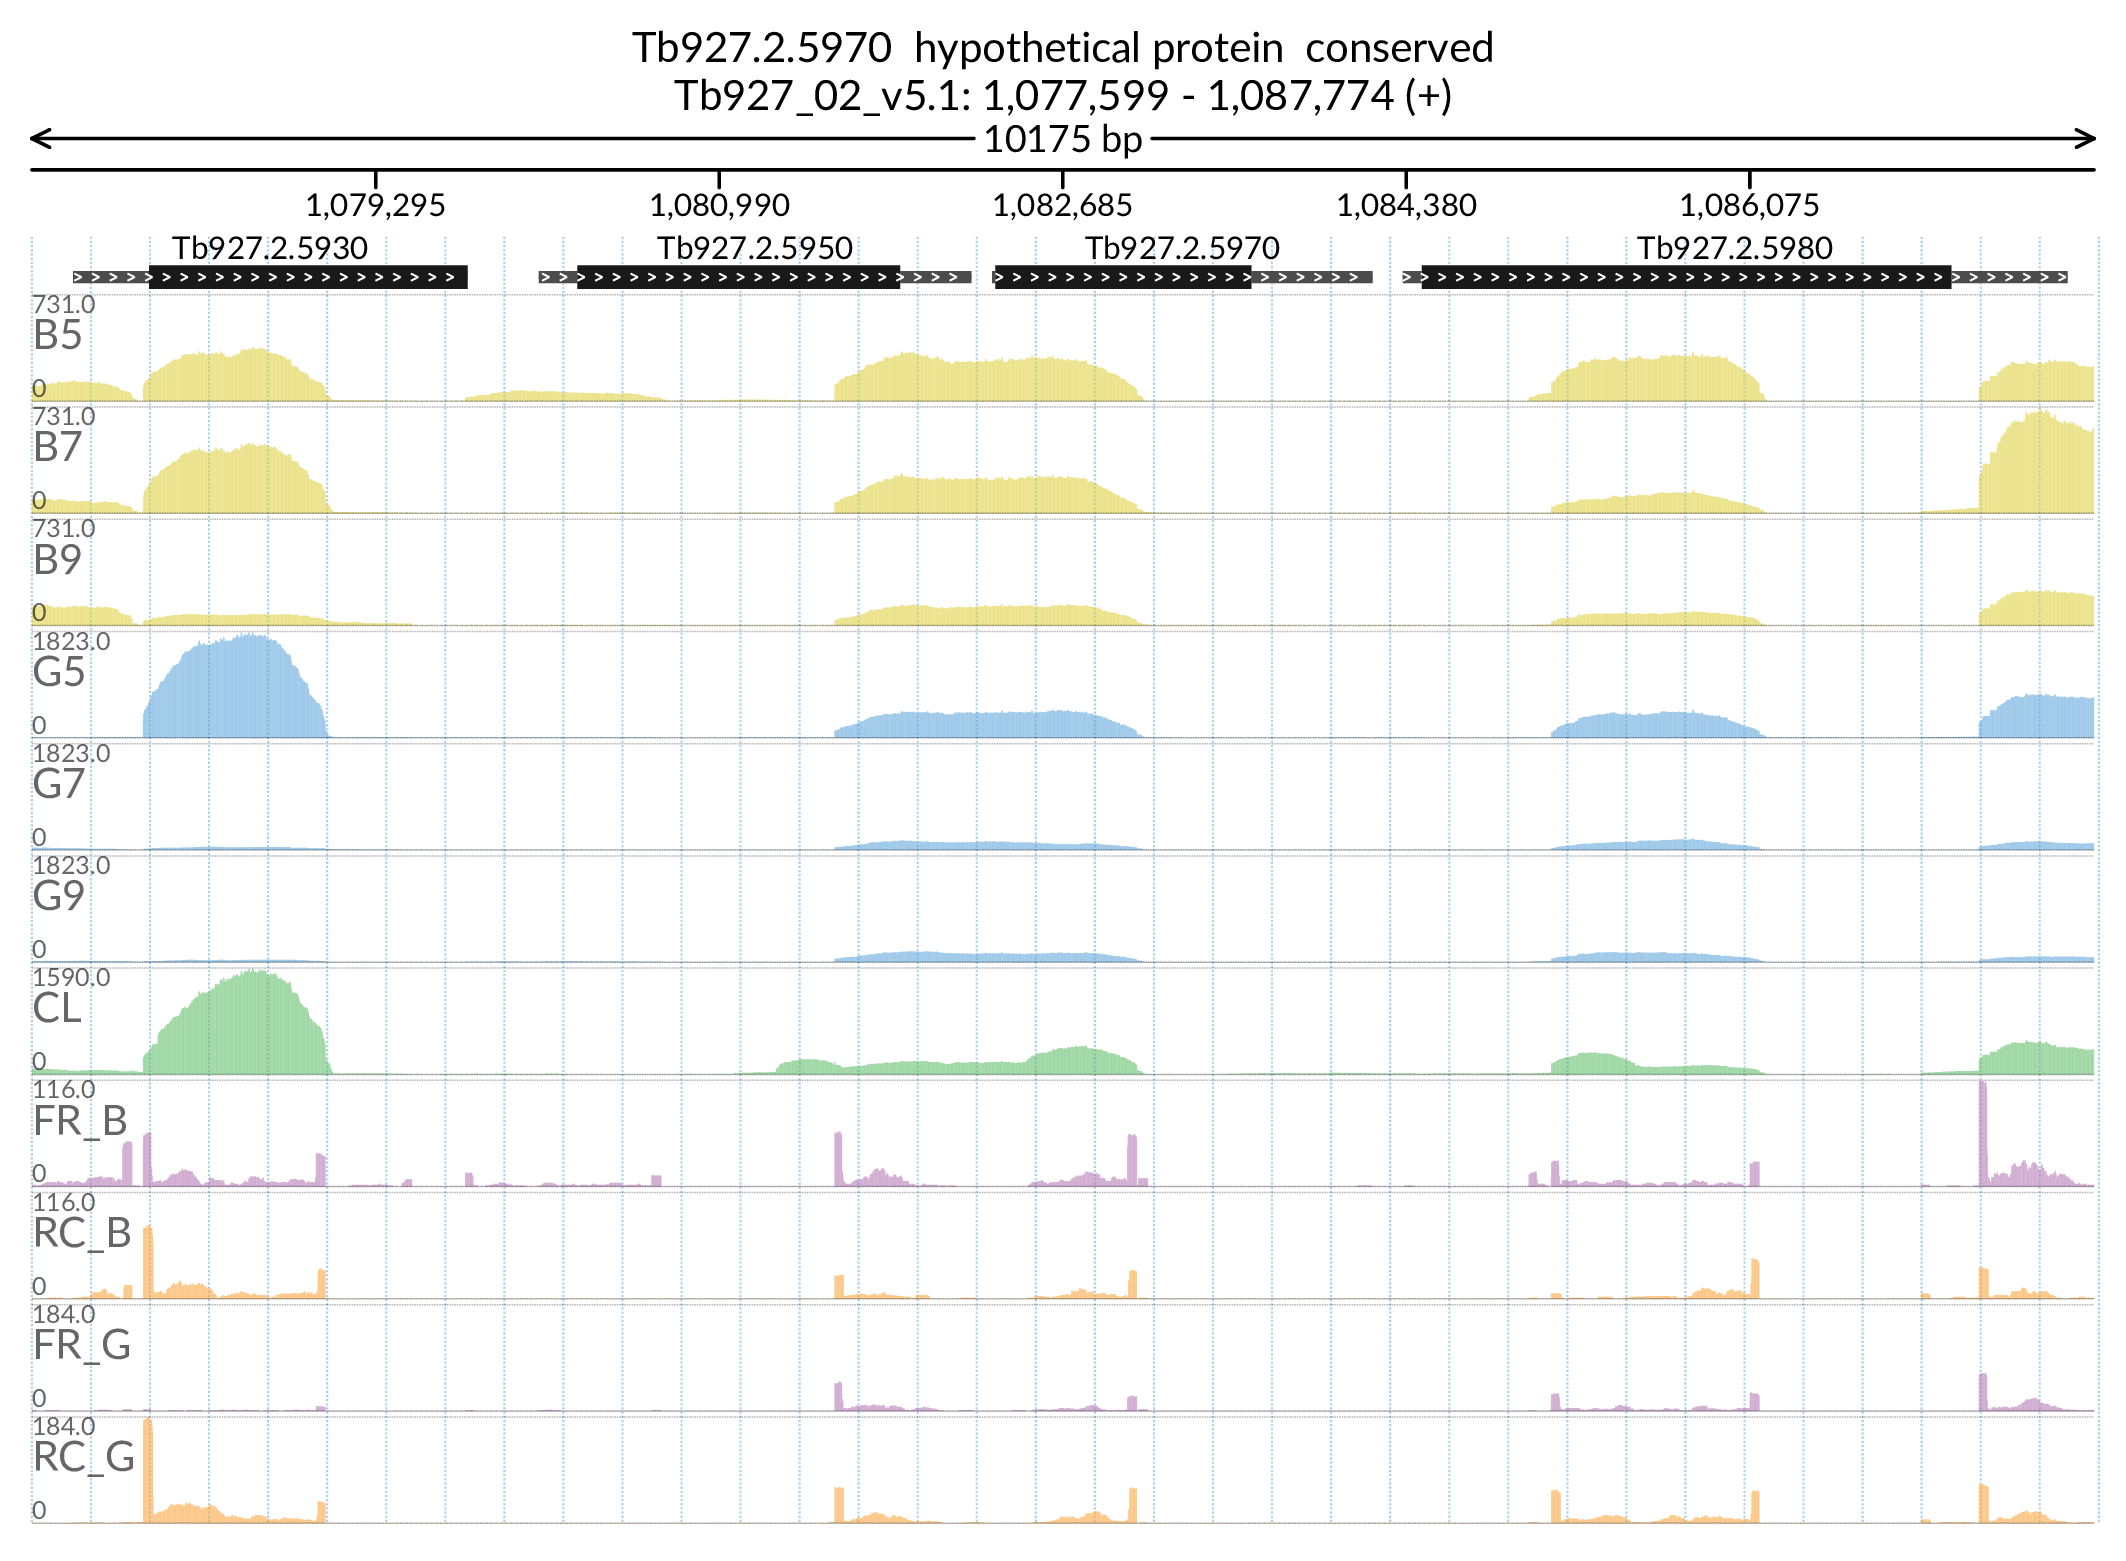 Tb927.2.5970 hypothetical protein conserved
Tb927_02_v5.1: 1,077,599 - 1,087,774 (+)
10175 bp
1,079,295 1,080,990 1,082,685 1,084,380 1,086,075
Tb927.2.5930 Tb927.2.5950 Tb927.2.5970 Tb927.2.5980
731.0
B5
0
731.0
B7
0
731.0
B9
0
1823.0
G5
0
1823.0
G7
0
1823.0
G9
0
1590.0
CL
0
116.0
FR_B
0
116.0
RC_B
0
184.0
FR_G
0
184.0
RC_G
0